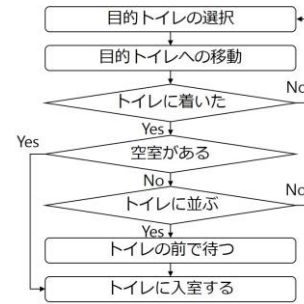 目的トイレの選択
目的トイレへの移動
トイレに着いた
No
Yes
Yes
空室がある
No
No
トイレに並ぶ
Yes
トイレの前で待つ
トイレに入室する